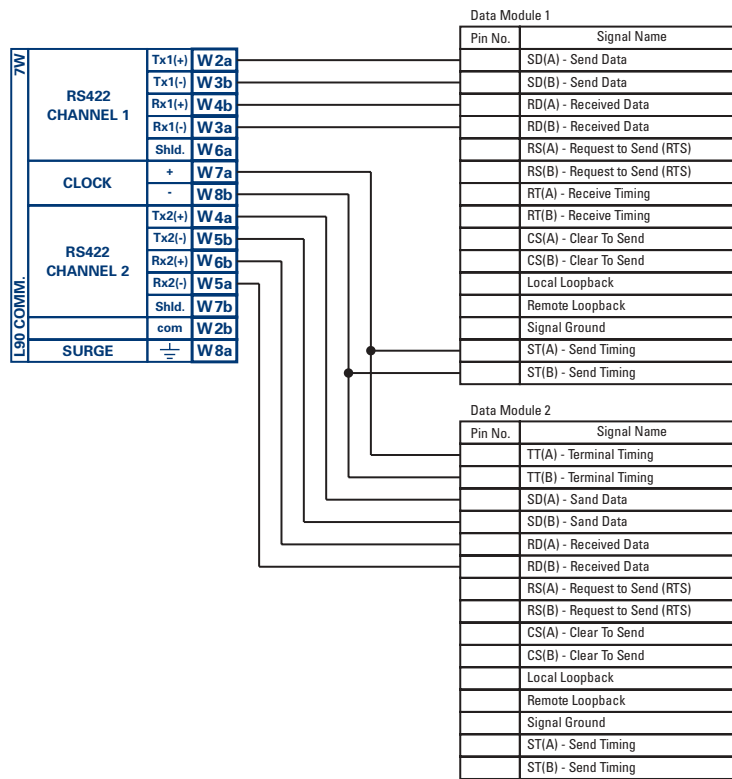 Data Module 1
Pin No. Signal Name
7W
L90 COMM.
RS422
CHANNEL 1
Tx1(+) W2a
Tx1(-) W3b
Rx1(+) W4b
Rx1(-) W3a
Shld. W6a
CLOCK
+ W7a
- W8b
RS422
CHANNEL 2
Tx2(+) W4a
Tx2(-) W5b
Rx2(+) W6b
Rx2(-) W5a
Shld. W7b
com W2b
SURGE W8a
SD(A) - Send Data
SD(B) - Send Data
RD(A) - Received Data
RD(B) - Received Data
RS(A) - Request to Send (RTS)
RS(B) - Request to Send (RTS)
RT(A) - Receive Timing
RT(B) - Receive Timing
CS(A) - Clear To Send
CS(B) - Clear To Send
Local Loopback
Remote Loopback
Signal Ground
ST(A) - Send Timing
ST(B) - Send Timing
Data Module 2
Pin No. Signal Name
TT(A) - Terminal Timing
TT(B) - Terminal Timing
SD(A) - Sand Data
SD(B) - Sand Data
RD(A) - Received Data
RD(B) - Received Data
RS(A) - Request to Send (RTS)
RS(B) - Request to Send (RTS)
CS(A) - Clear To Send
CS(B) - Clear To Send
Local Loopback
Remote Loopback
Signal Ground
ST(A) - Send Timing
ST(B) - Send Timing